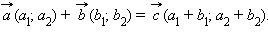 a⃗ (a₁; a₂) + b⃗ (b₁; b₂) = c⃗ (a₁ + b₁; a₂ + b₂).